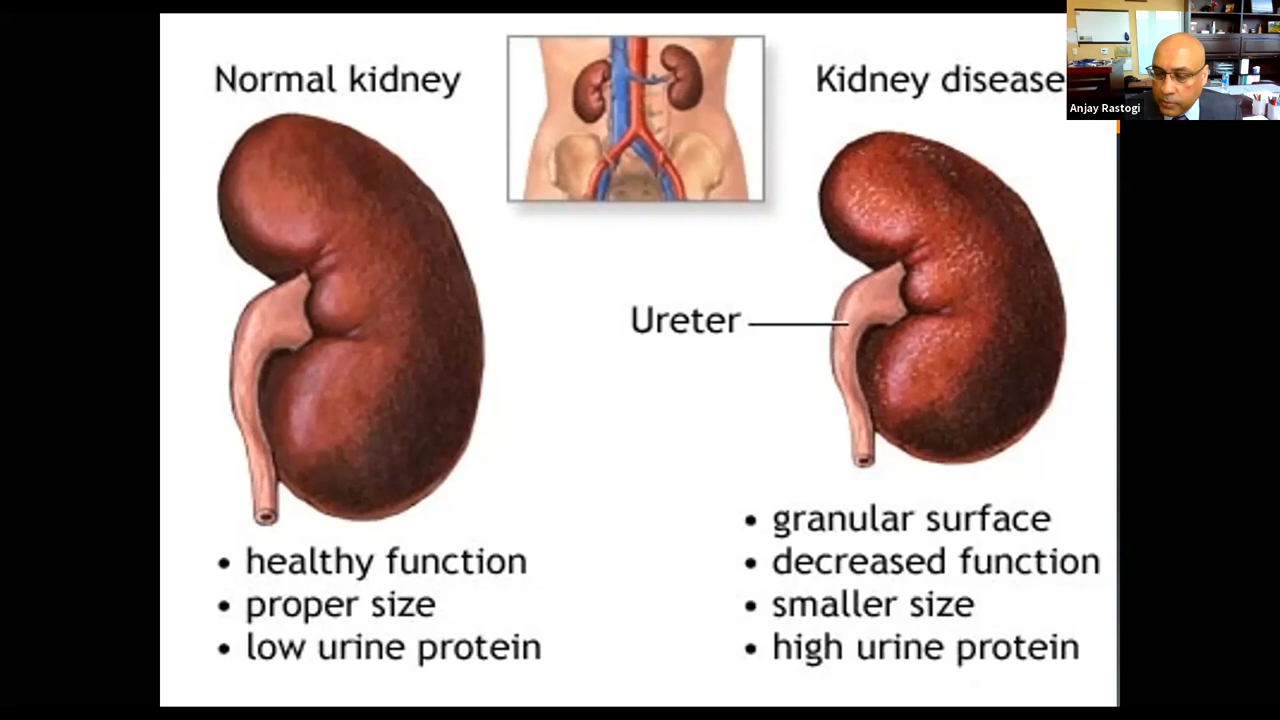 Normal kidney
Kidney disease
Anjay Rastogi
Ureter
• healthy function
• proper size
• low urine protein
• granular surface
• decreased function
• smaller size
• high urine protein